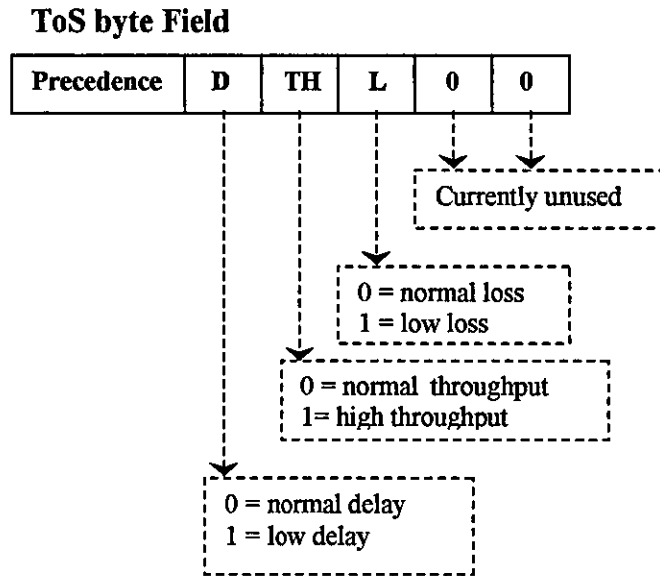 ToS byte Field
Precedence D TH L 0 0
Currently unused
0 = normal loss
1 = low loss
0 = normal throughput
1= high throughput
0 = normal delay
1 = low delay